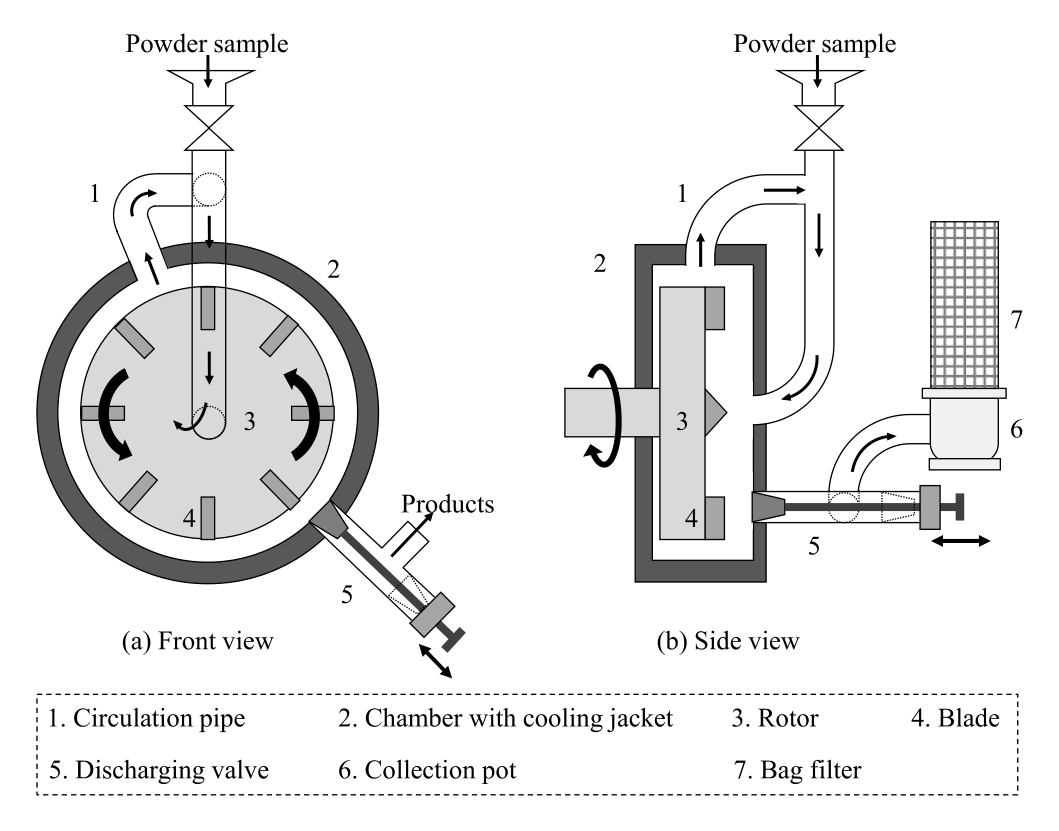 Powder sample
Powder sample
1
1
2
2
7
3
3
6
4
4
Products
5
5
(a) Front view
(b) Side view
1. Circulation pipe
2. Chamber with cooling jacket
3. Rotor
4. Blade
5. Discharging valve
6. Collection pot
7. Bag filter